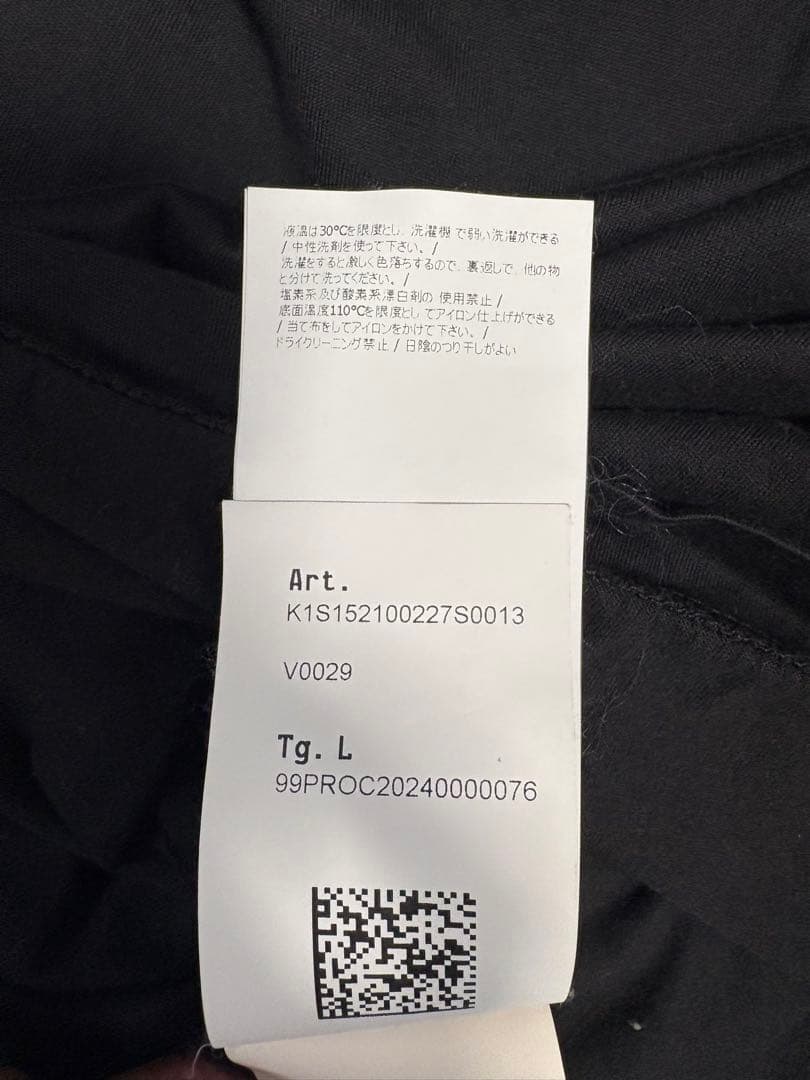 液温は30℃を限度とし、洗濯機 で弱い洗濯ができる
/ 中性洗剤を使って下さい。 /
洗濯をすると激しく色落ちするので、裏返しで、他の物
と分けて洗ってください。 /
塩素系及び酸素系漂白剤の 使用禁止 /
底面温度110℃を限度とし てアイロン仕上げができる
/ 当て布をしてアイロンをかけて下さい。 /
ドライクリーニング禁止 / 日陰のつり干しがよい
Art.
K1S152100227S0013
V0029
Tg. L
99PROC20240000076